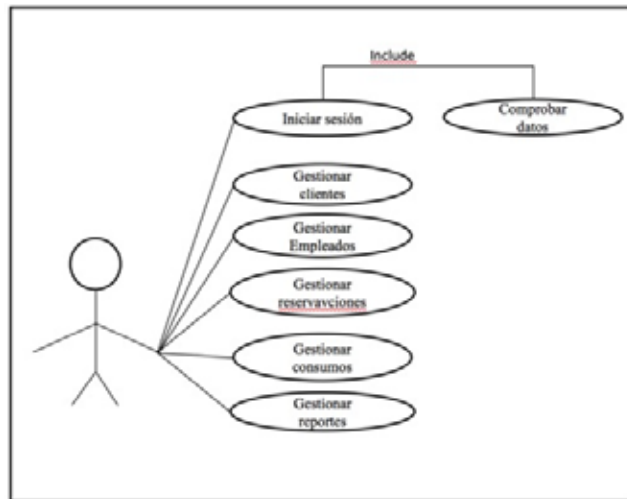 Include
Iniciar sesión
Comprobar
datos
Gestionar
clientes
Gestionar
Empleados
Gestionar
reservavciones
Gestionar
consumos
Gestionar
reportes